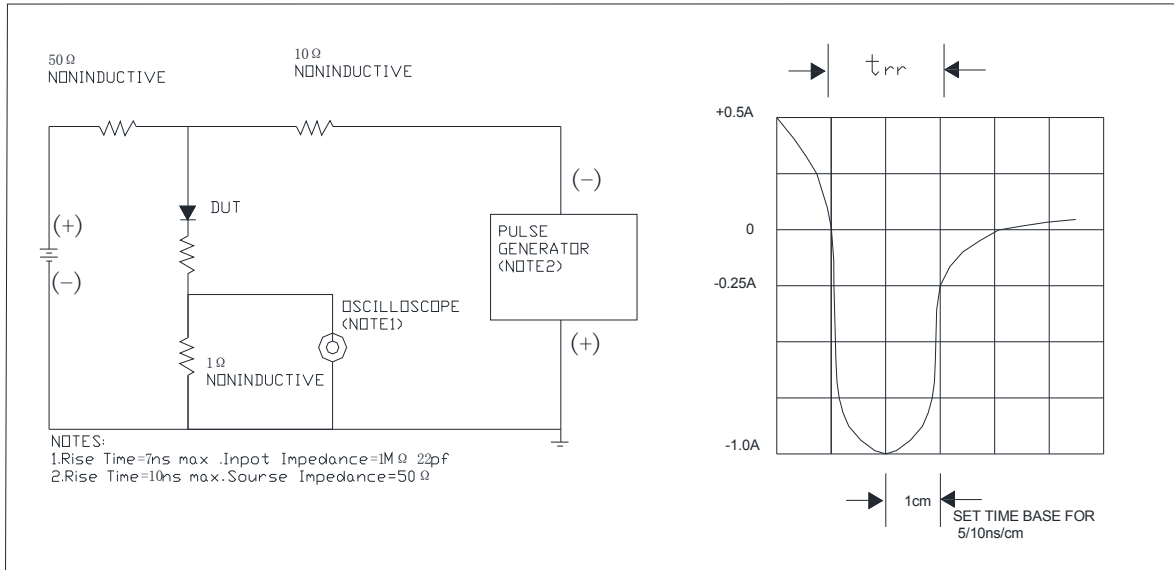 50Ω
NONINDUCTIVE
10Ω
NONINDUCTIVE
(+)
(-)
DUT
1Ω
NONINDUCTIVE
OSCILLOSCOPE
(NOTE1)
(-)
PULSE
GENERATOR
(NOTE2)
(+)
NOTES:
1.Rise Time=7ns max .Inpot Impedance=1MΩ 22pf
2.Rise Time=10ns max.Sourse Impedance=50Ω
trr
+0.5A
0
-0.25A
-1.0A
1cm
SET TIME BASE FOR
5/10ns/cm